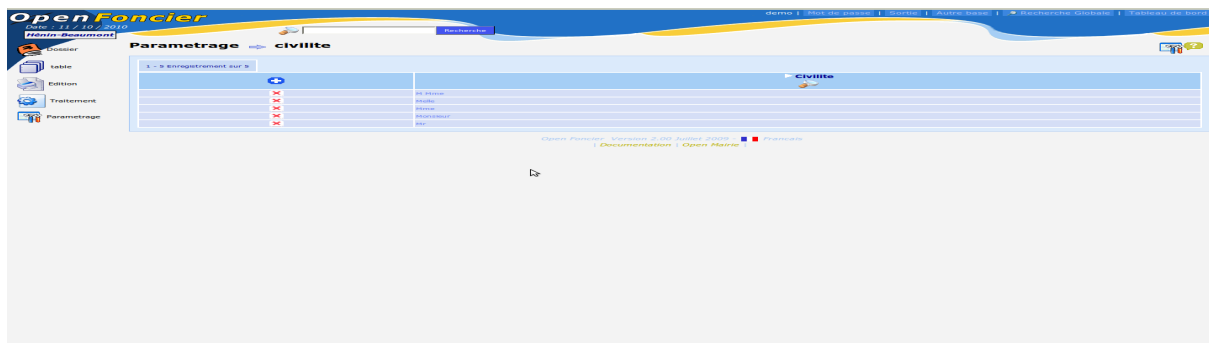 Open Foncier
demo | Mot de passe | Sortie | Autre base | Recherche Globale | Tableau de bord
Date : 11 / 10 / 2010
Hénin-Beaumont
Recherche
Parametrage civilite
Dossier
table
Edition
Traitement
Parametrage
1 - 5 Enregistrement sur 5
Civilite
M Mme
Melle
Mme
Monsieur
Mr
Open Foncier Version 2.00 Juillet 2009 - Francais
| Documentation | Open Mairie |